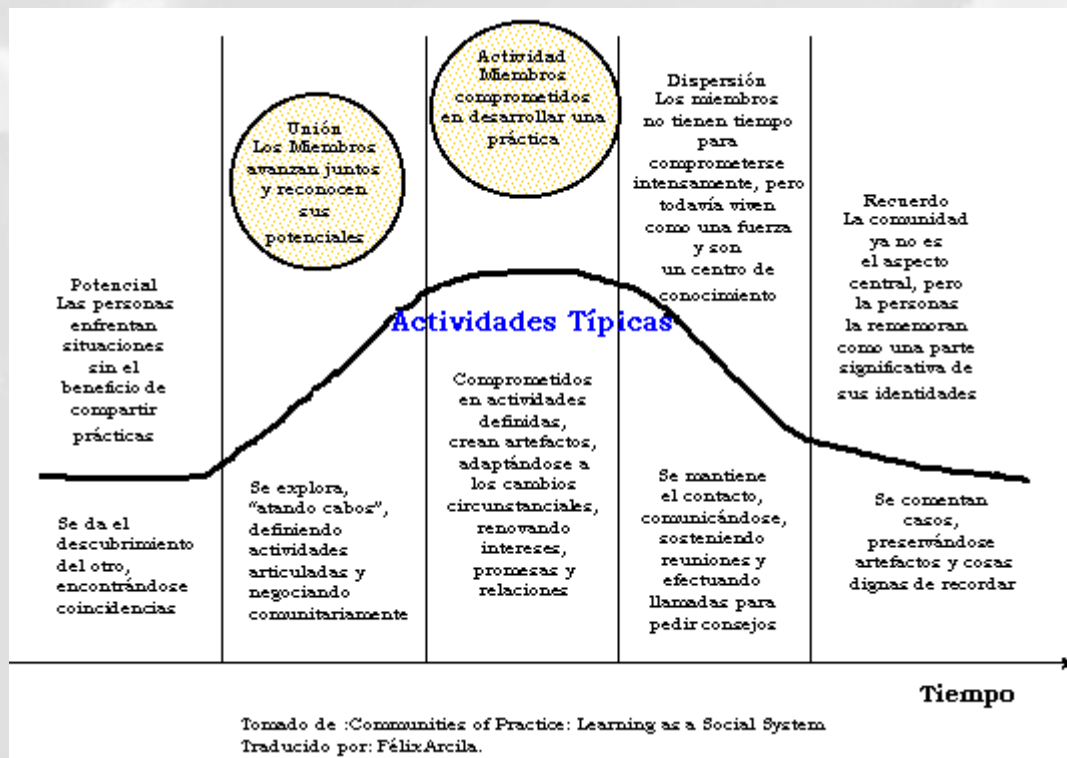 Potencial
Las personas
enfrentan
situaciones
sin el
beneficio de
compartir
prácticas
Unión
Los Miembros
avanzan juntos
y reconocen
sus
potenciales
Actividad
Miembros
comprometidos
en desarrollar una
práctica
Dispersión
Los miembros
no tienen tiempo
para
comprometerse
intensamente, pero
todavía viven
como una fuerza
y son
un centro de
conocimiento
Recuerdo
La comunidad
ya no es
el aspecto
central, pero
la personas
la rememoran
como una parte
significativa de
sus identidades
Actividades Típicas
Se da el
descubrimiento
del otro,
encontrándose
coincidencias
Se explora,
“atando cabos”,
definiendo
actividades
articuladas y
negociando
comunitariamente
Comprometidos
en actividades
definidas,
crean artefactos,
adaptándose a
los cambios
circunstanciales,
renovando
intereses,
promesas y
relaciones
Se mantiene
el contacto,
comunicándose,
sosteniendo
reuniones y
efectuando
llamadas para
pedir consejos
Se comentan
casos,
preservándose
artefactos y cosas
dignas de recordar
Tiempo
Tomado de :Communities of Practice: Learning as a Social System
Traducido por: Félix Arcila.